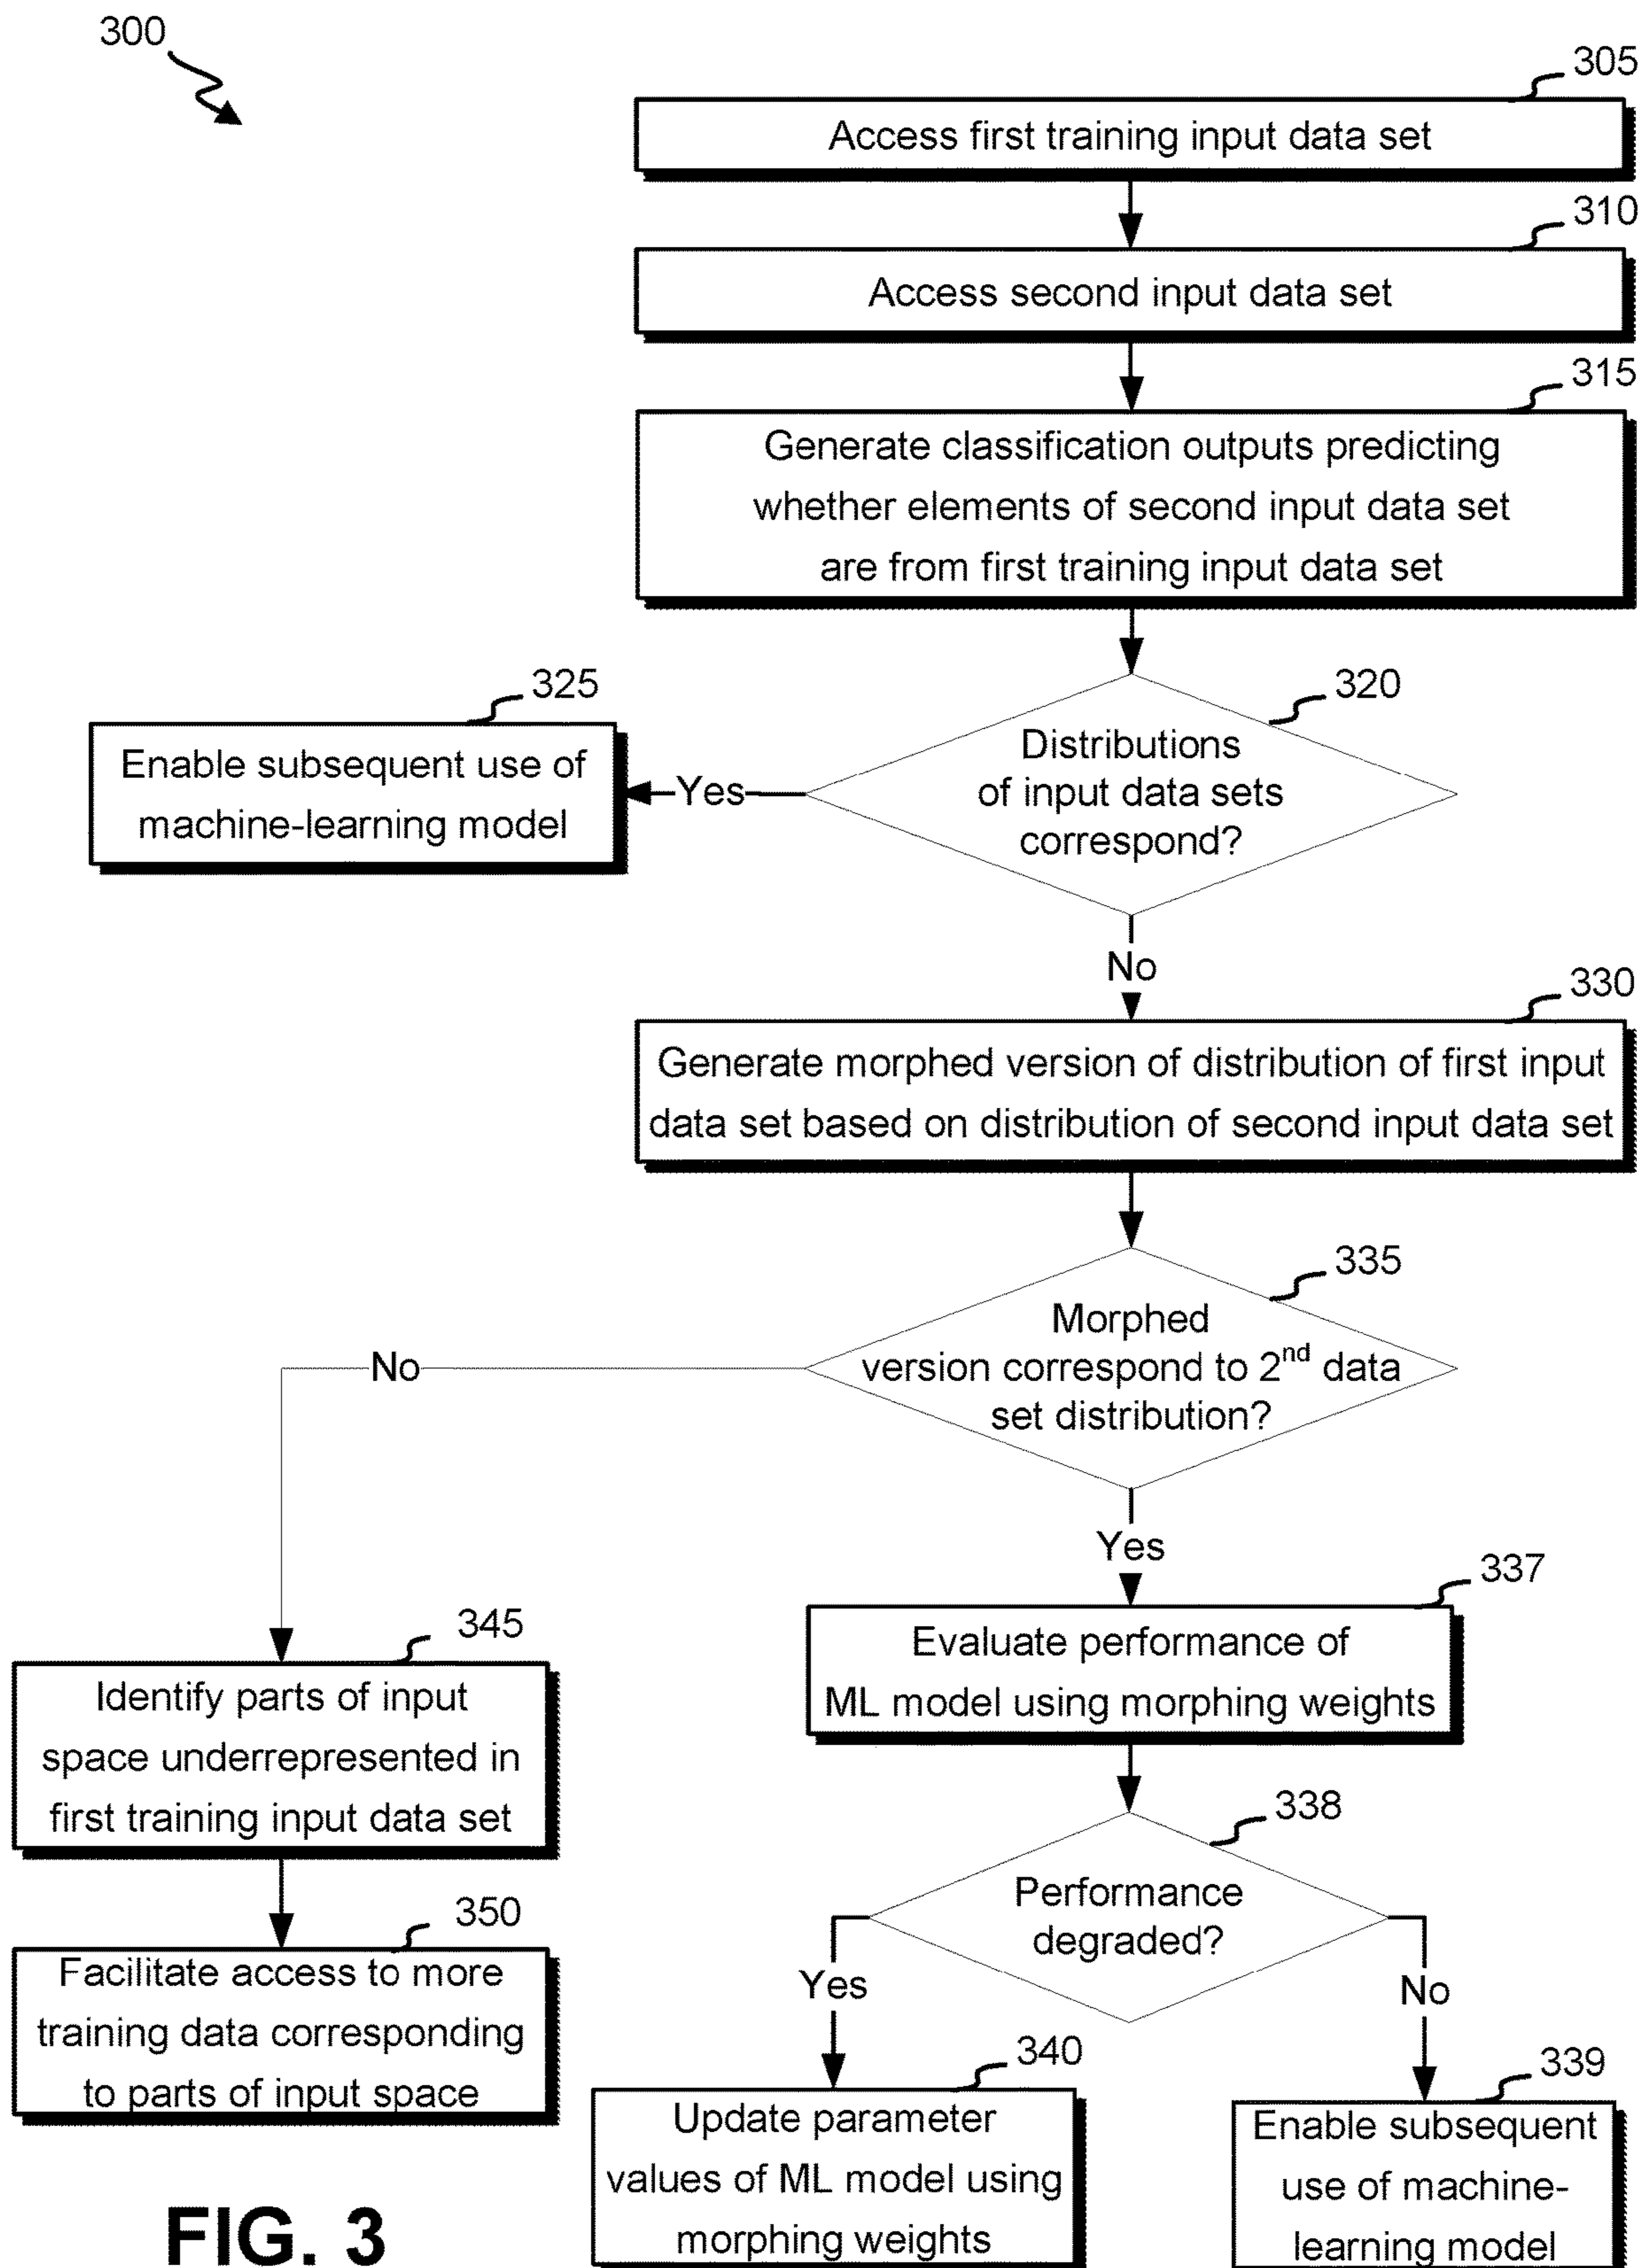 300
305
Access first training input data set
310
Access second input data set
315
Generate classification outputs predicting
whether elements of second input data set
are from first training input data set
320
Distributions
of input data sets
correspond?
Yes
325
Enable subsequent use of
machine-learning model
No
330
Generate morphed version of distribution of first input
data set based on distribution of second input data set
335
Morphed
version correspond to 2nd data
set distribution?
No
Yes
337
Evaluate performance of
ML model using morphing weights
345
Identify parts of input
space underrepresented in
first training input data set
338
Performance
degraded?
350
Facilitate access to more
training data corresponding
to parts of input space
Yes
No
340
Update parameter
values of ML model using
morphing weights
339
Enable subsequent
use of machine-
learning model
FIG. 3